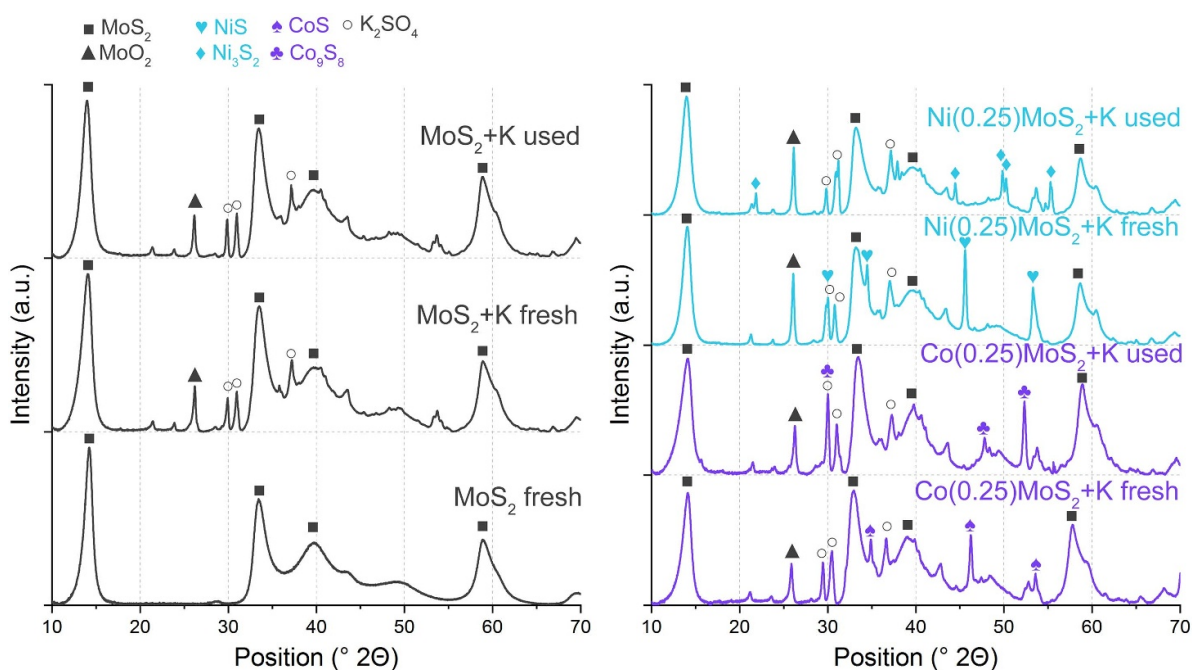 ■ MoS₂ ♥ NiS ♠ CoS ○ K₂SO₄
▲ MoO₂ ♦ Ni₃S₂ ♣ Co₉S₈
Intensity (a.u.)
MoS₂+K used
MoS₂+K fresh
MoS₂ fresh
10 20 30 40 50 60 70
Position (° 2Θ)
Intensity (a.u.)
Ni(0.25)MoS₂+K used
Ni(0.25)MoS₂+K fresh
Co(0.25)MoS₂+K used
Co(0.25)MoS₂+K fresh
10 20 30 40 50 60 70
Position (° 2Θ)